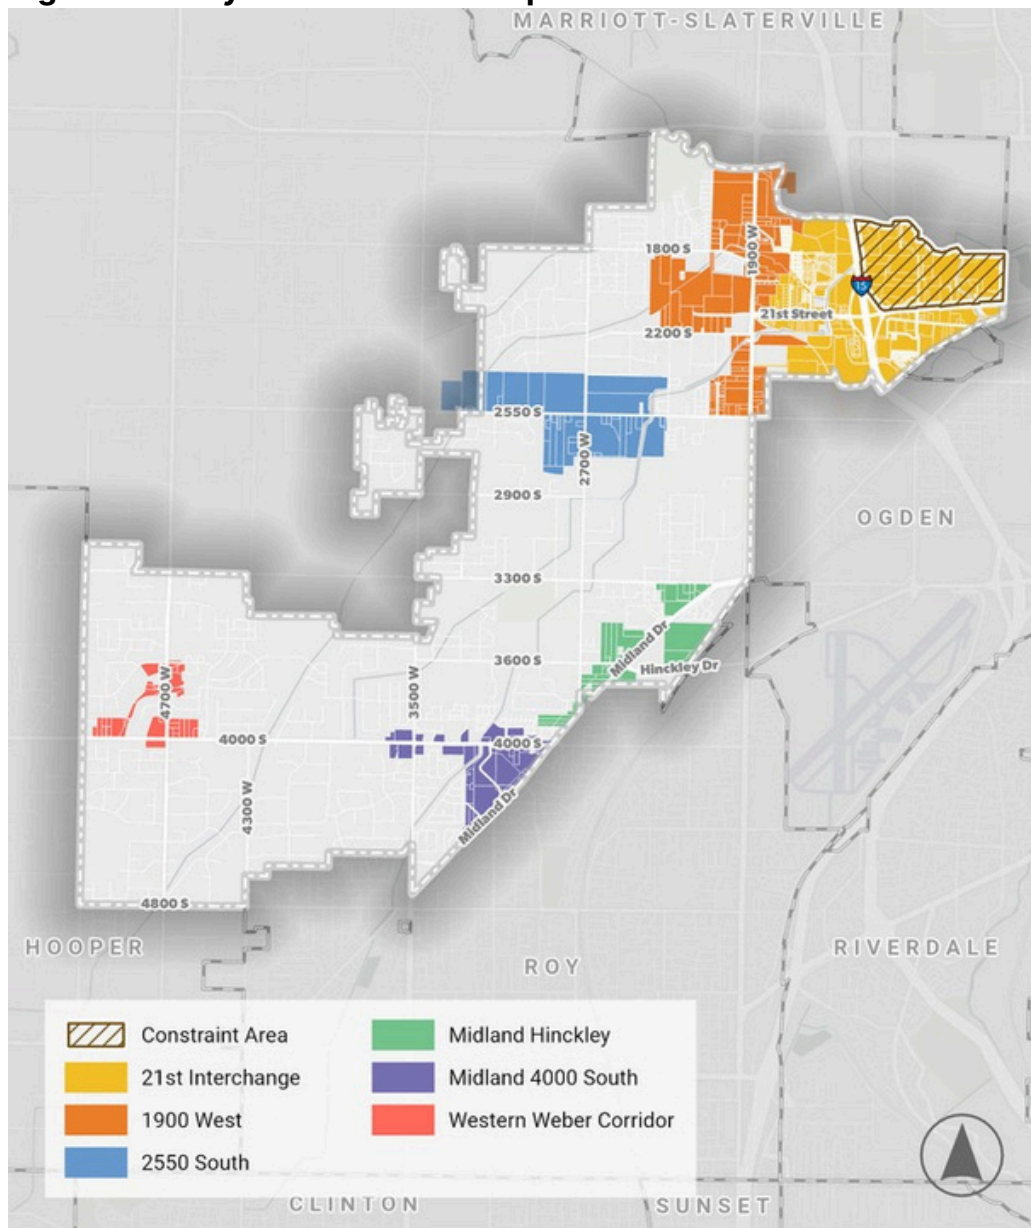 MARRIOTT-SLATERVILLE
1800 S
1900 W
15
21st Street
2200 S
2550 S
2700 W
2900 S
OGDEN
3300 S
Midland Dr
3600 S
Hinckley Dr
4700 W
3500 W
4000 S
4000 S
4300 W
Midland Dr
4800 S
HOOPER
ROY
RIVERDALE
Constraint Area
21st Interchange
1900 West
2550 South
Midland Hinckley
Midland 4000 South
Western Weber Corridor
CLINTON
SUNSET